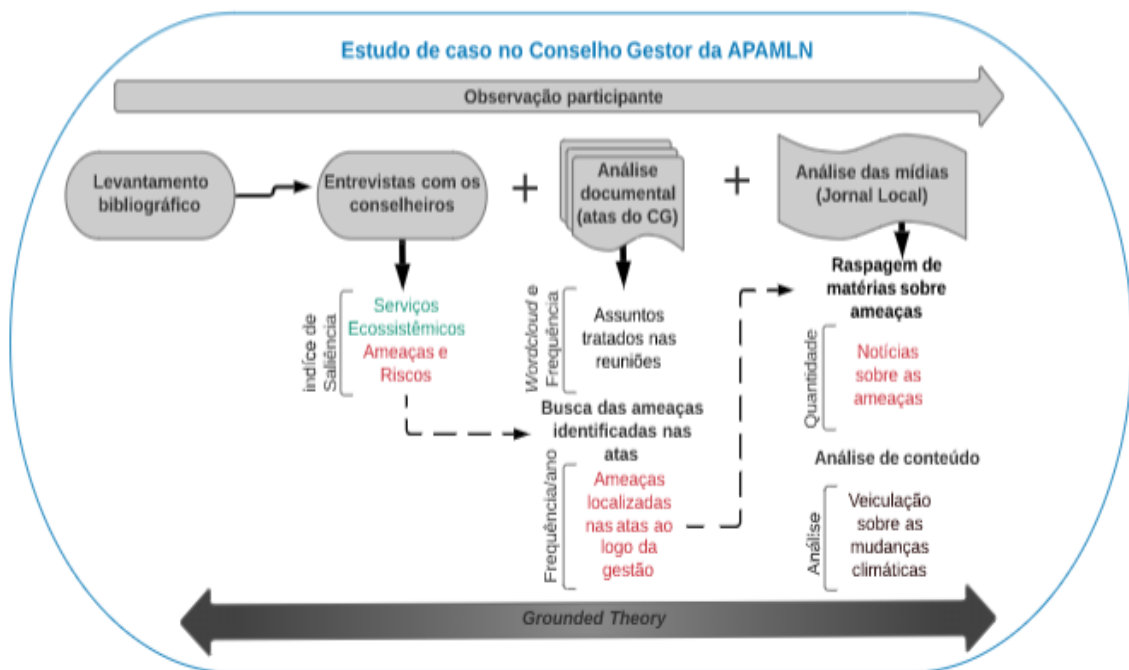 Estudo de caso no Conselho Gestor da APAMLN
Observação participante
Levantamento
bibliográfico
Entrevistas com os
conselheiros
+
Análise
documental
(atas do CG)
+
Análise das mídias
(Jornal Local)
indíce de
Saliência
Serviços
Ecossistêmicos
Ameaças e
Riscos
Wordcloud e
Frequência
Assuntos
tratados nas
reuniões
Busca das ameaças
identificadas nas
atas
Frequência/ano
Ameaças
localizadas
nas atas ao
logo da
gestão
Raspagem de
matérias sobre
ameaças
Quantidade
Notícias
sobre as
ameaças
Análise de conteúdo
Análise
Veiculação
sobre as
mudanças
climáticas
Grounded Theory